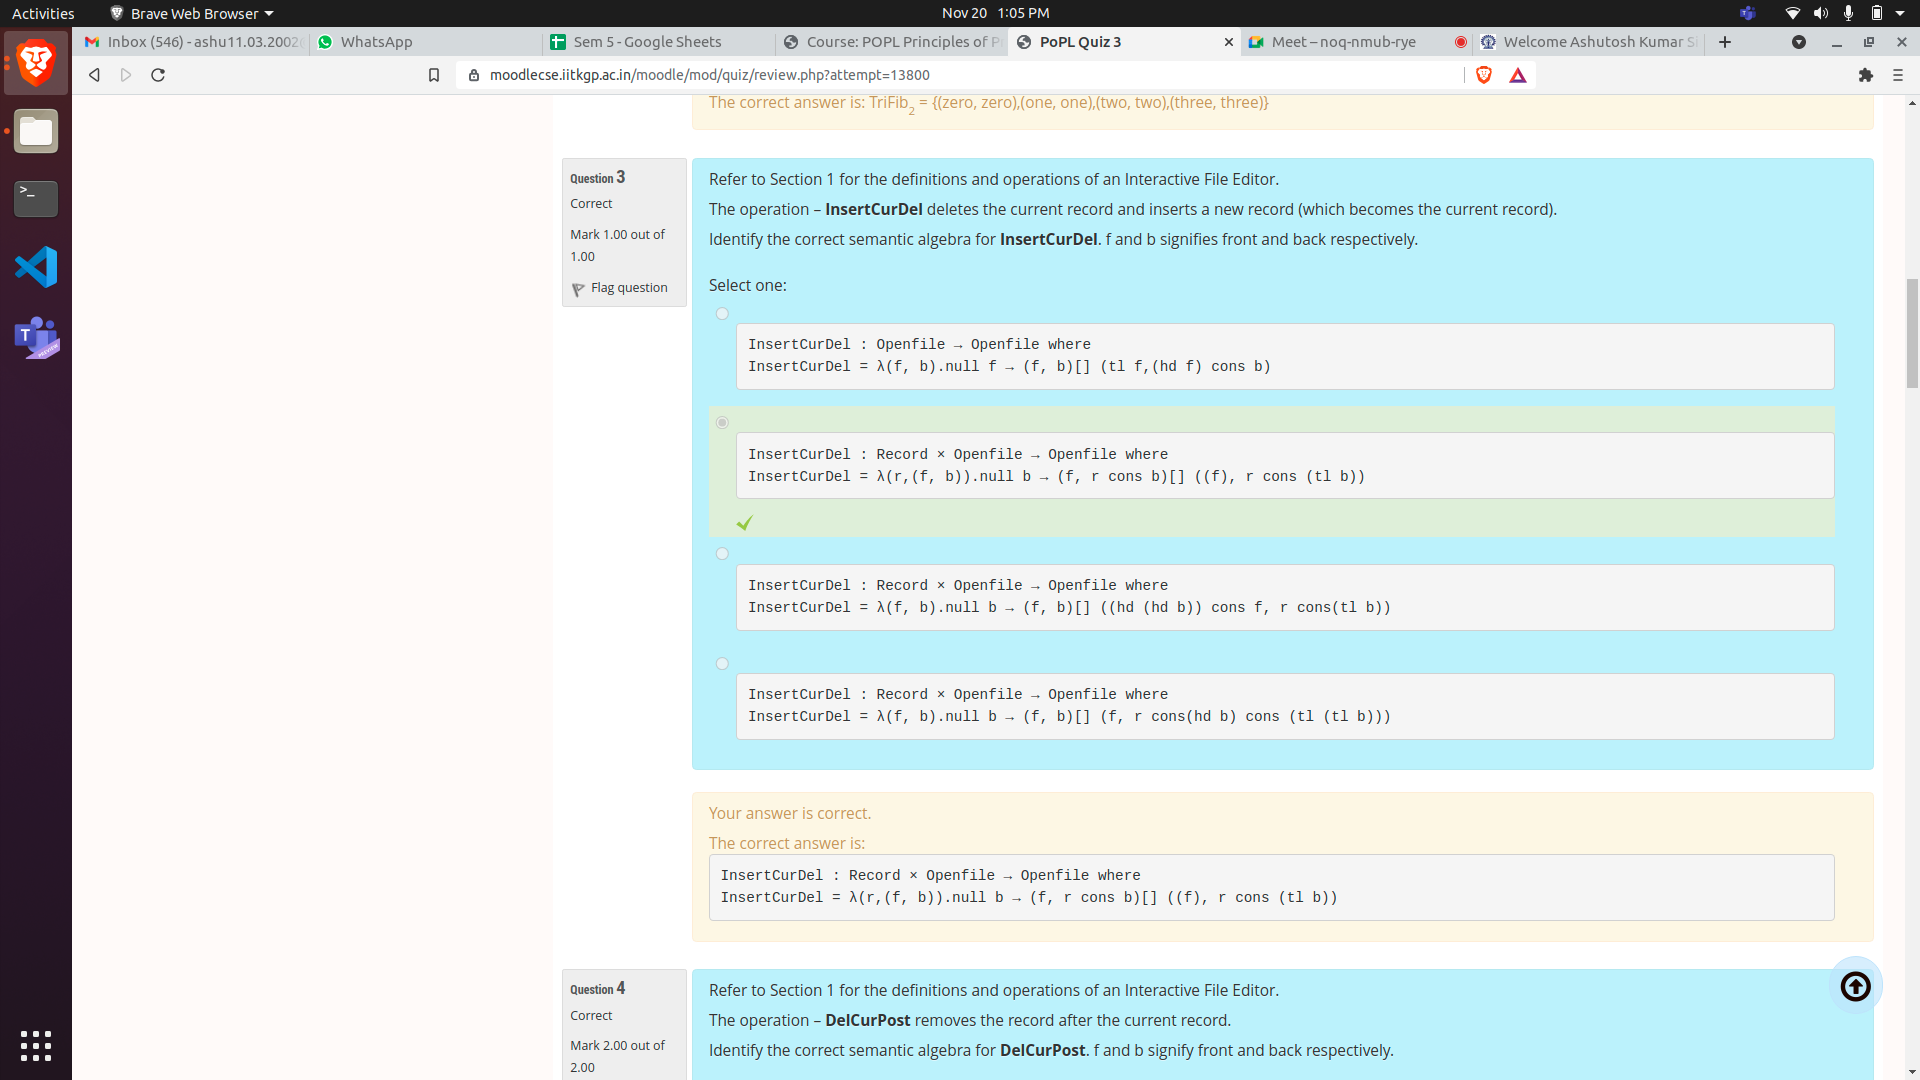 Activities
Brave Web Browser
Nov 20 1:05 PM
Inbox (546) - ashu11.03.2002
WhatsApp
Sem 5 - Google Sheets
Course: POPL Principles of P
PoPL Quiz 3
Meet – noq-nmub-rye
Welcome Ashutosh Kumar Si
moodlecse.iitkgp.ac.in/moodle/mod/quiz/review.php?attempt=13800
The correct answer is: TriFib2 = {(zero, zero),(one, one),(two, two),(three, three)}
Question 3
Correct
Mark 1.00 out of
1.00
Flag question
Refer to Section 1 for the definitions and operations of an Interactive File Editor.
The operation – InsertCurDel deletes the current record and inserts a new record (which becomes the current record).
Identify the correct semantic algebra for InsertCurDel. f and b signifies front and back respectively.
Select one:
InsertCurDel : Openfile → Openfile where
InsertCurDel = λ(f, b).null f → (f, b)[] (tl f,(hd f) cons b)
InsertCurDel : Record × Openfile → Openfile where
InsertCurDel = λ(r,(f, b)).null b → (f, r cons b)[] ((f), r cons (tl b))
InsertCurDel : Record × Openfile → Openfile where
InsertCurDel = λ(f, b).null b → (f, b)[] ((hd (hd b)) cons f, r cons(tl b))
InsertCurDel : Record × Openfile → Openfile where
InsertCurDel = λ(f, b).null b → (f, b)[] (f, r cons(hd b) cons (tl (tl b)))
Your answer is correct.
The correct answer is:
InsertCurDel : Record × Openfile → Openfile where
InsertCurDel = λ(r,(f, b)).null b → (f, r cons b)[] ((f), r cons (tl b))
Question 4
Correct
Mark 2.00 out of
2.00
Refer to Section 1 for the definitions and operations of an Interactive File Editor.
The operation – DelCurPost removes the record after the current record.
Identify the correct semantic algebra for DelCurPost. f and b signify front and back respectively.